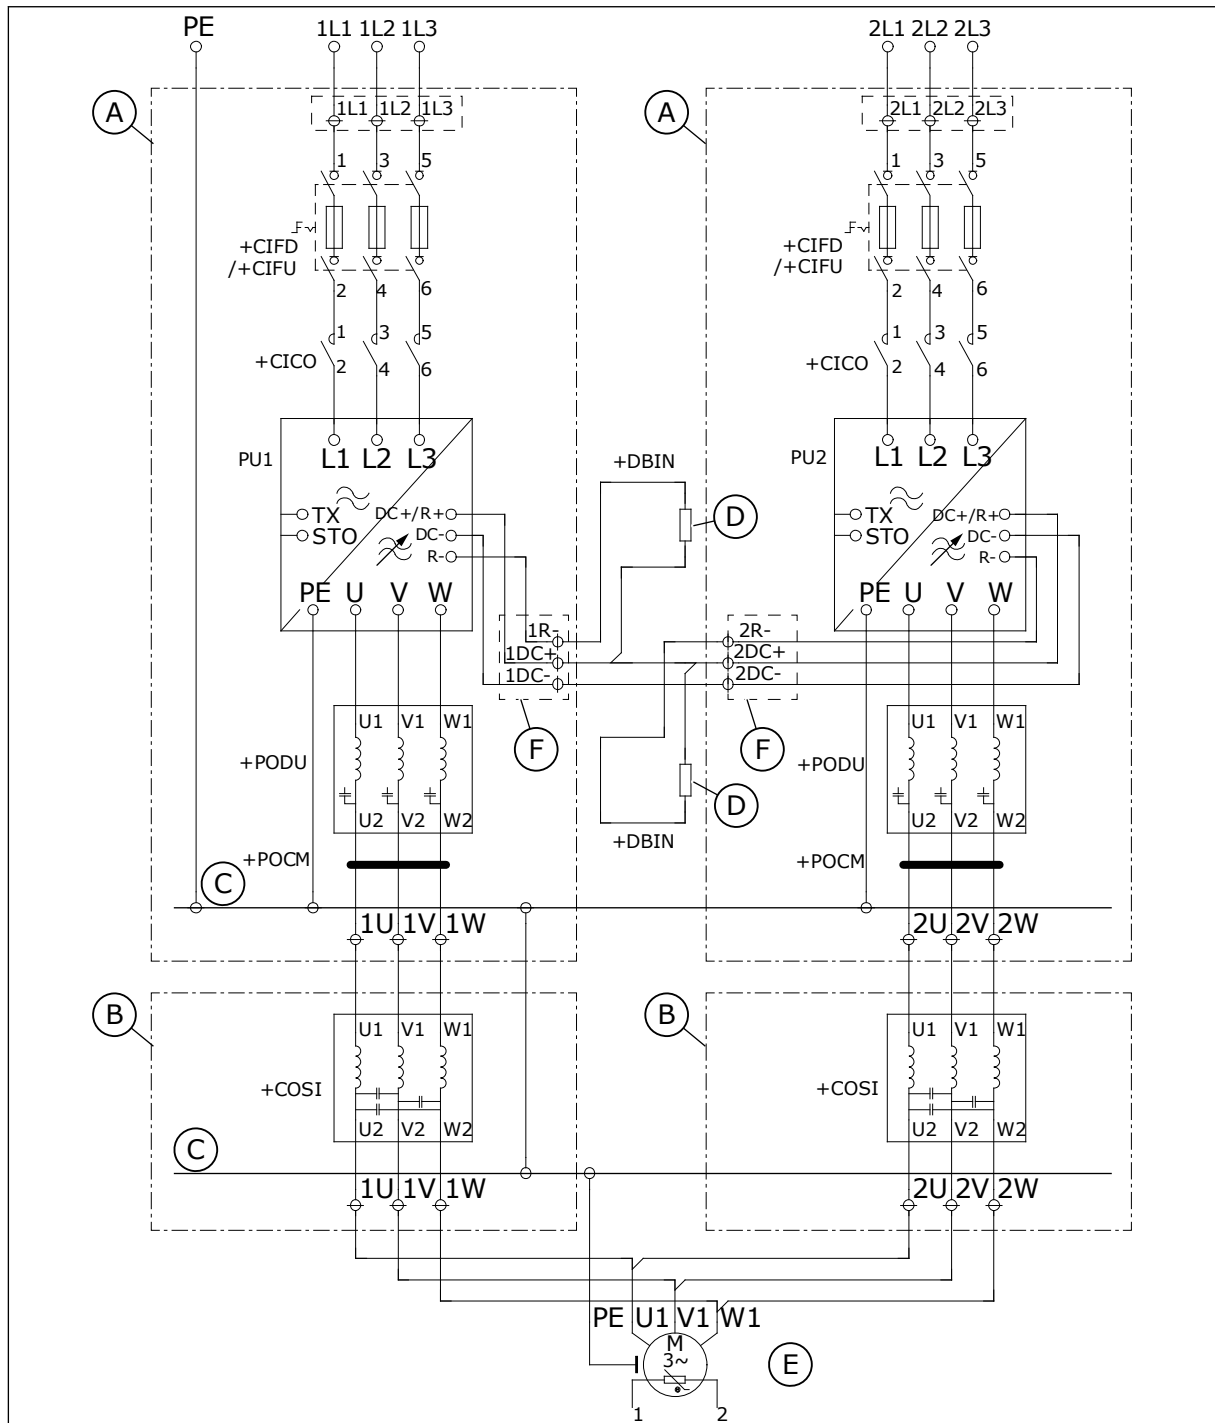 PE 1L1 1L2 1L3 2L1 2L2 2L3
A 1L1 1L2 1L3 A 2L1 2L2 2L3
1 3 5 1 3 5
+CIFD +CIFD
/+CIFU /+CIFU
2 4 6 2 4 6
1 3 5 1 3 5
+CICO 2 4 6 +CICO 2 4 6
PU1 L1 L2 L3 +DBIN PU2 L1 L2 L3
TX DC+/R+ D TX DC+/R+
STO DC- STO DC-
R- R-
PE U V W PE U V W
1R- 2R-
1DC+ 2DC+
1DC- 2DC-
U1 V1 W1 F F U1 V1 W1
+PODU +PODU
D
U2 V2 W2 +DBIN U2 V2 W2
+POCM +POCM
C
1U 1V 1W 2U 2V 2W
B B
U1 V1 W1 U1 V1 W1
+COSI +COSI
U2 V2 W2 U2 V2 W2
C
1U 1V 1W 2U 2V 2W
PE U1 V1 W1
M
3~ E
1 2